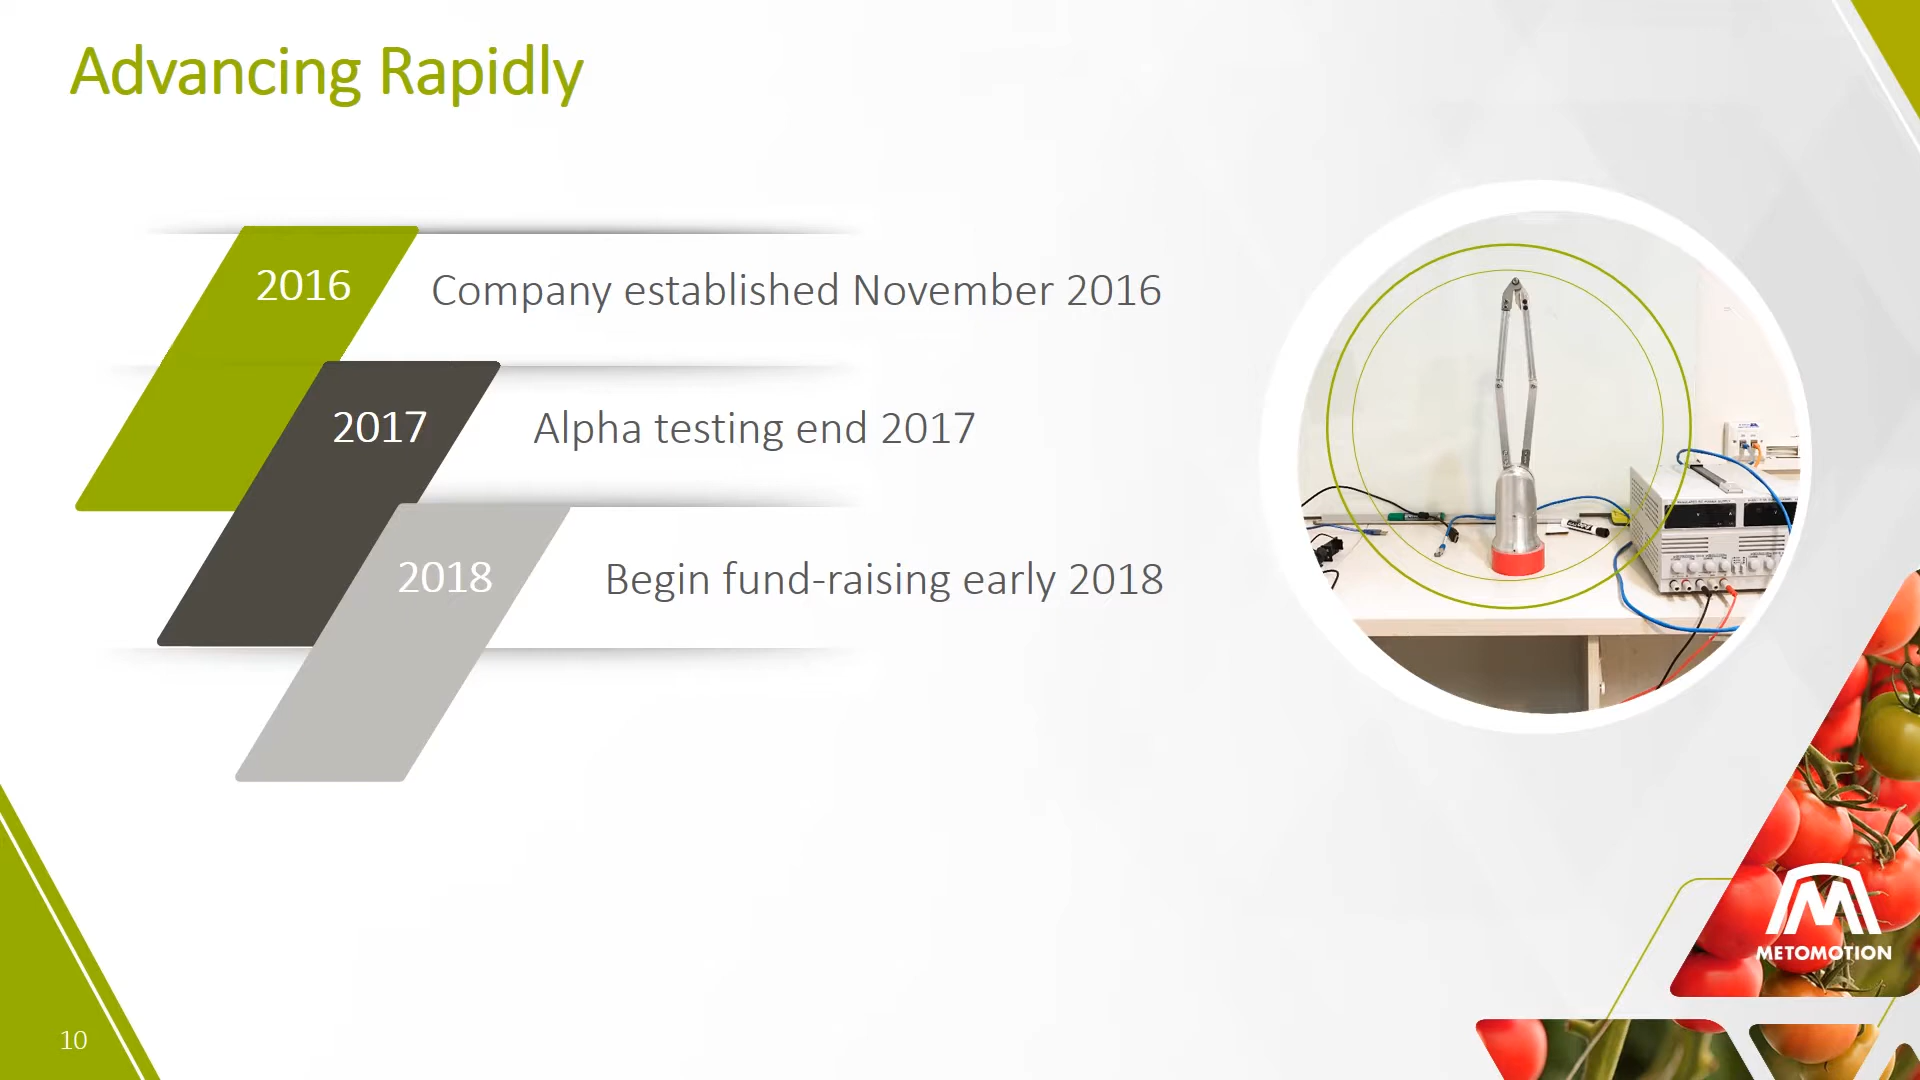 Advancing Rapidly
2016
Company established November 2016
2017
Alpha testing end 2017
2018
Begin fund-raising early 2018
METOMOTION
10